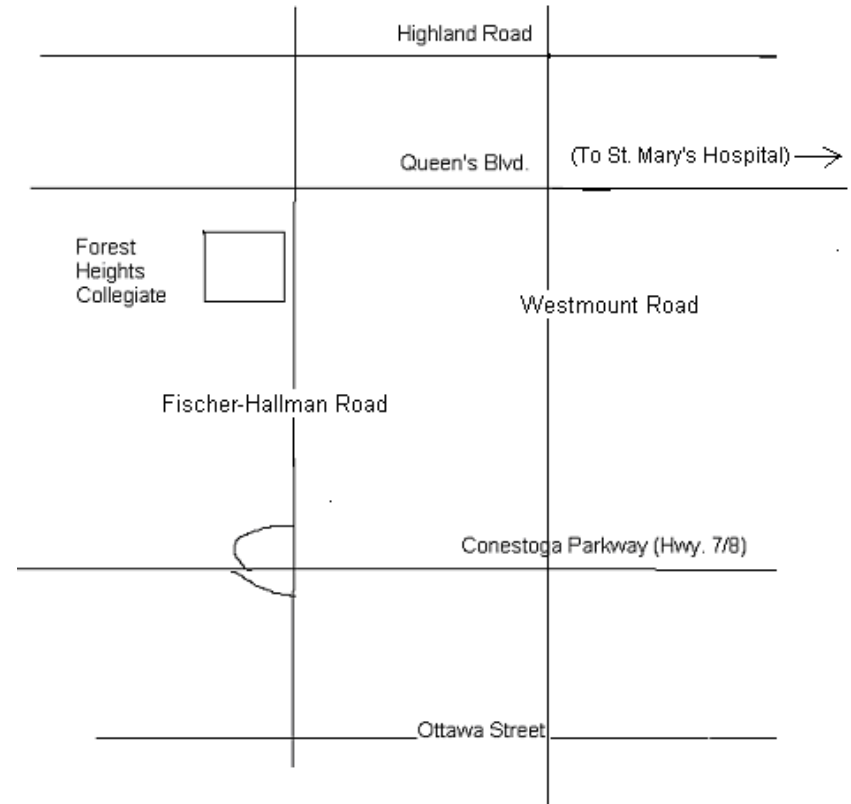 Highland Road
Queen's Blvd.
(To St. Mary's Hospital)
Forest
Heights
Collegiate
Westmount Road
Fischer-Hallman Road
Conestoga Parkway (Hwy. 7/8)
Ottawa Street